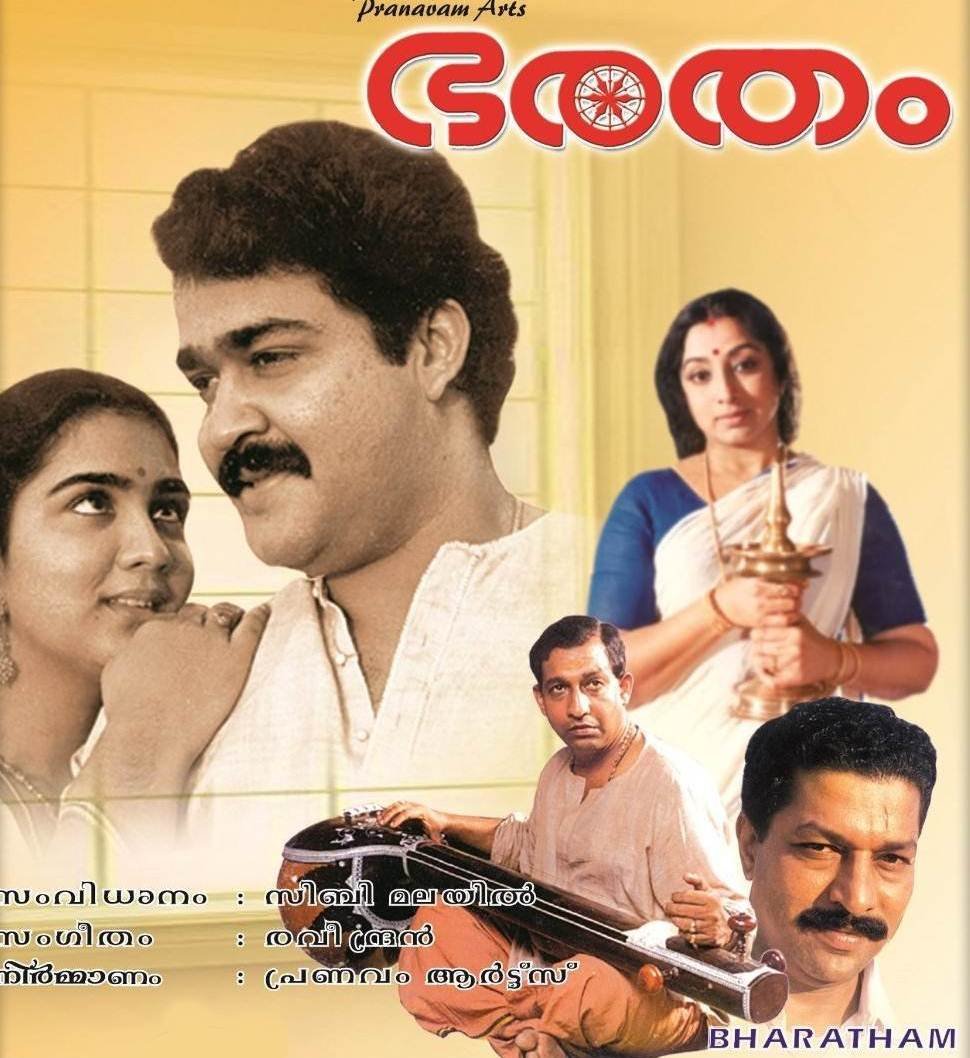 Pranavam Arts
ഭരതം
സംവിധാനം : സിബി മലയിൽ
സംഗീതം : രവീന്ദ്രൻ
നിർമ്മാണം : പ്രണവം ആർട്ട്സ്
BHARATHAM